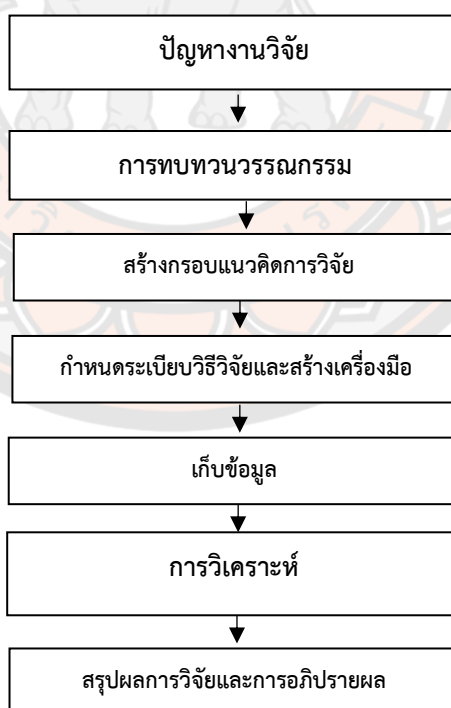 ปัญหางานวิจัย
การทบทวนวรรณกรรม
สร้างกรอบแนวคิดการวิจัย
กำหนดระเบียบวิธีวิจัยและสร้างเครื่องมือ
เก็บข้อมูล
การวิเคราะห์
สรุปผลการวิจัยและการอภิปรายผล